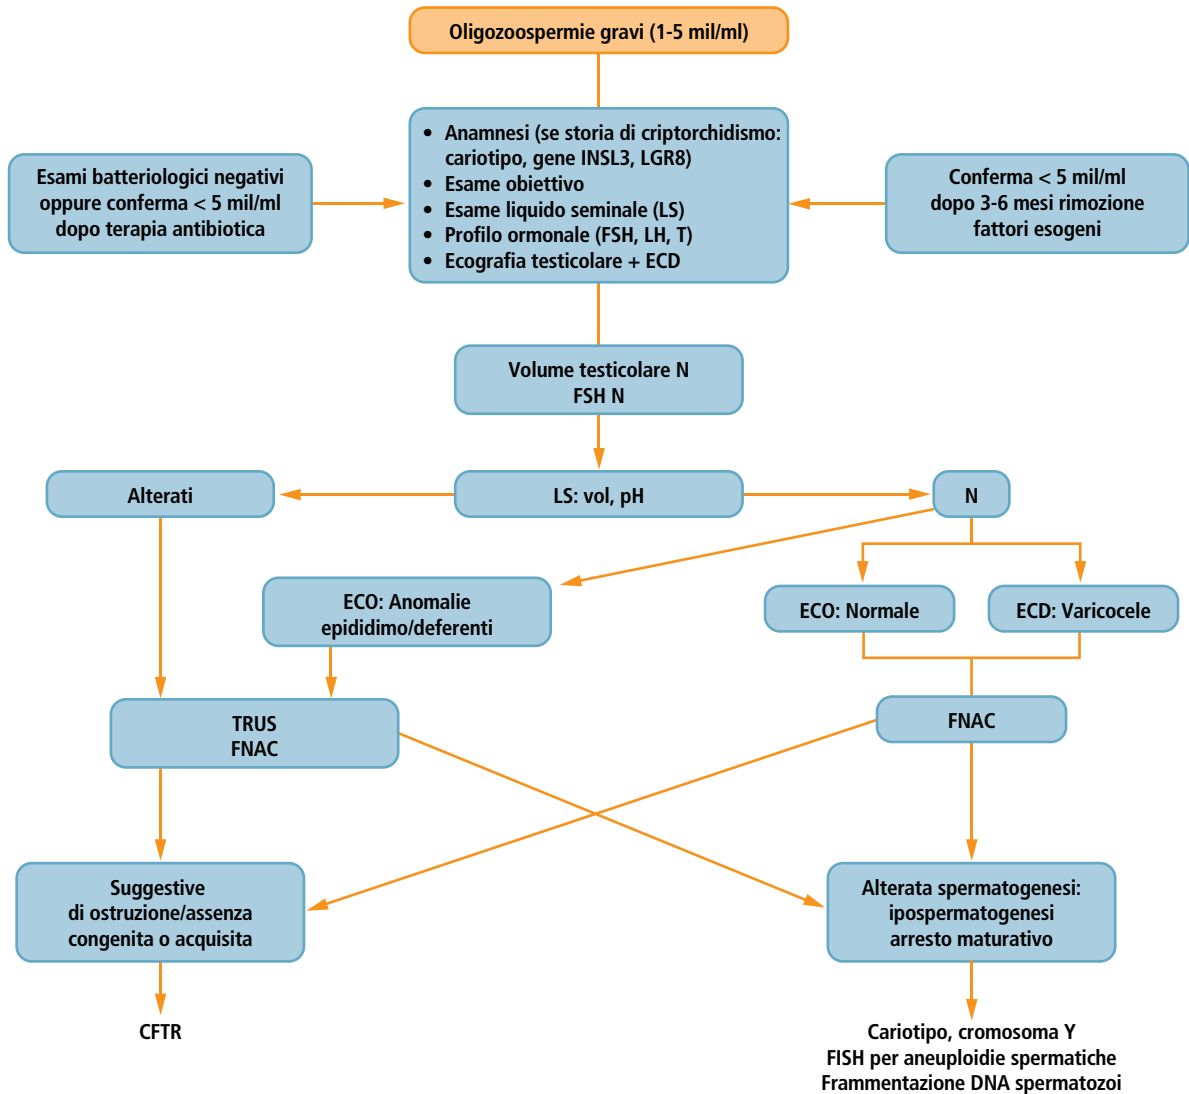 Oligozoospermie gravi (1-5 mil/ml)
• Anamnesi (se storia di criptorchidismo:
cariotipo, gene INSL3, LGR8)
• Esame obiettivo
• Esame liquido seminale (LS)
• Profilo ormonale (FSH, LH, T)
• Ecografia testicolare + ECD
Esami batteriologici negativi
oppure conferma < 5 mil/ml
dopo terapia antibiotica
Conferma < 5 mil/ml
dopo 3-6 mesi rimozione
fattori esogeni
Volume testicolare N
FSH N
Alterati
LS: vol, pH
N
ECO: Anomalie
epididimo/deferenti
ECO: Normale
ECD: Varicocele
TRUS
FNAC
FNAC
Suggestive
di ostruzione/assenza
congenita o acquisita
Alterata spermatogenesi:
ipospermatogenesi
arresto maturativo
CFTR
Cariotipo, cromosoma Y
FISH per aneuploidie spermatiche
Frammentazione DNA spermatozoi